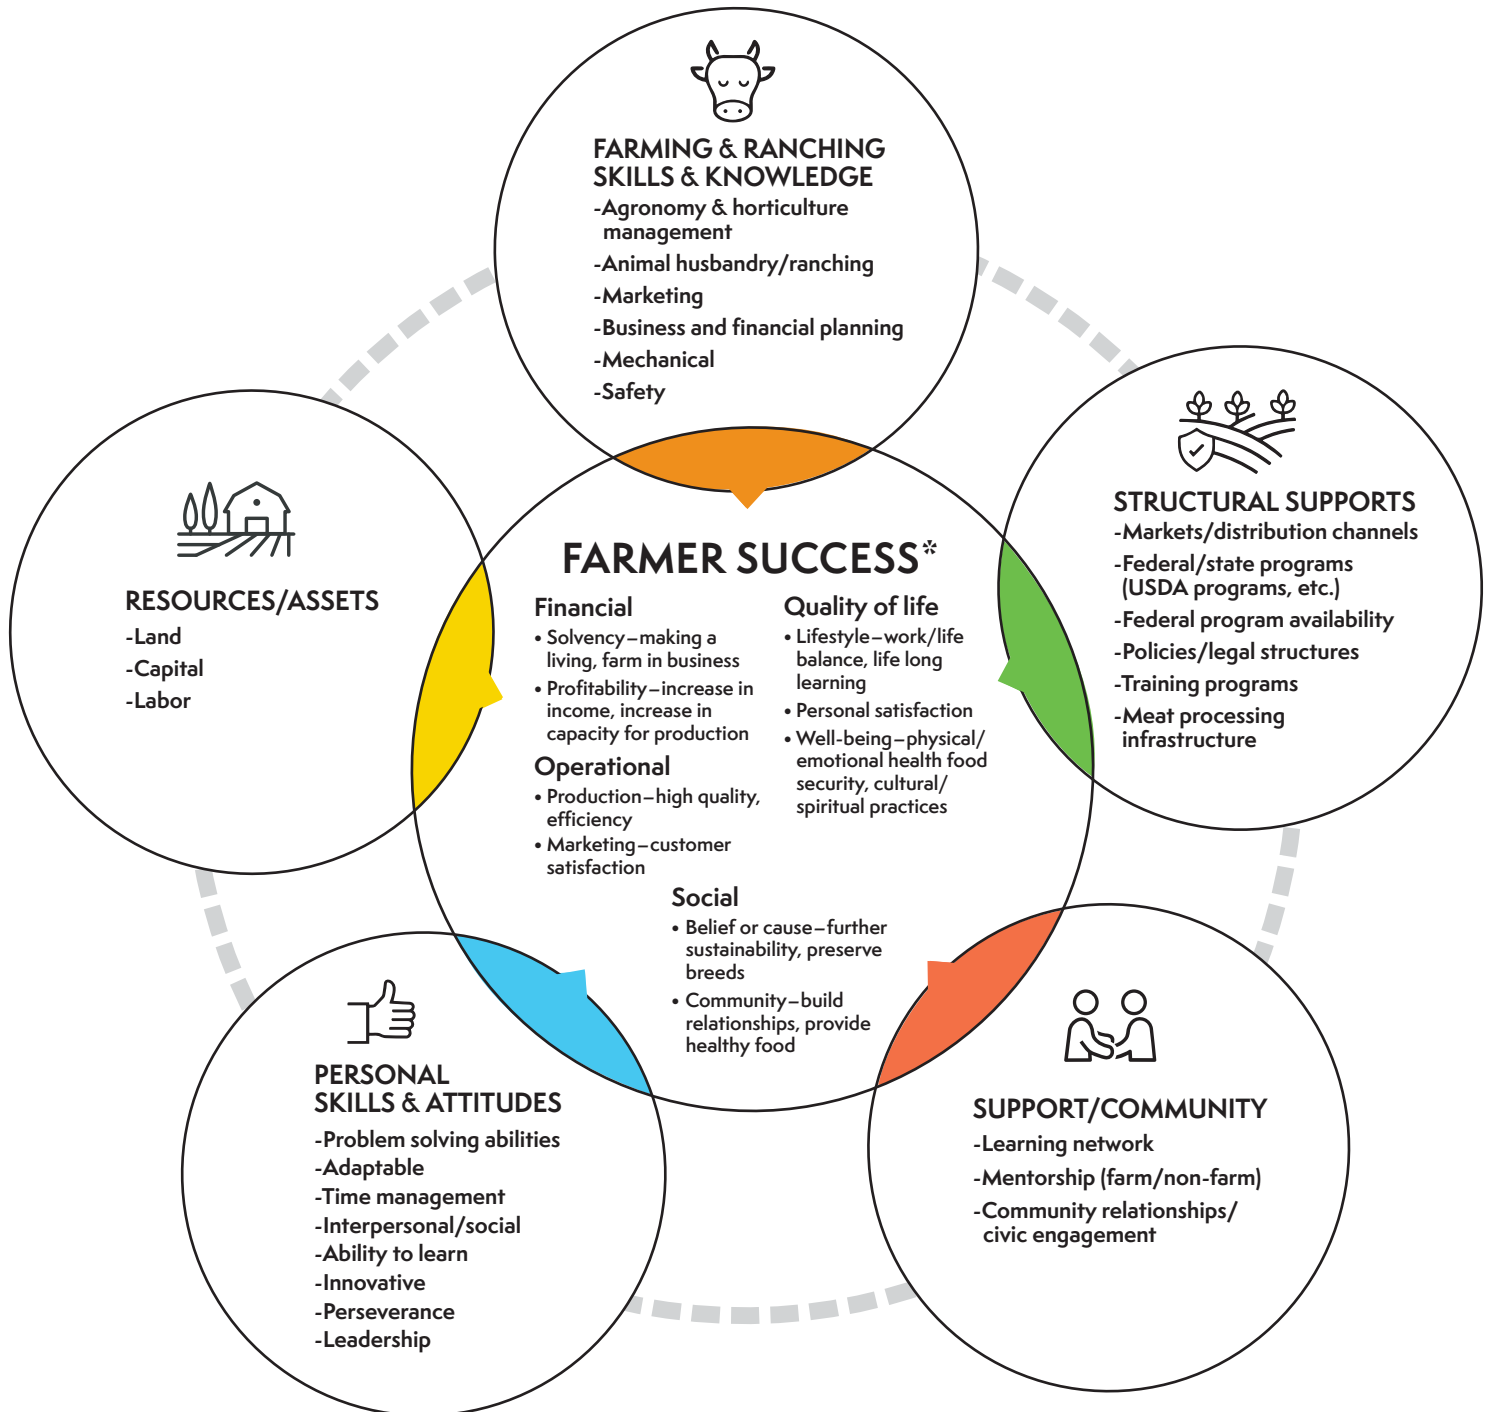 FARMING & RANCHING
SKILLS & KNOWLEDGE
-Agronomy & horticulture
management
-Animal husbandry/ranching
-Marketing
-Business and financial planning
-Mechanical
-Safety
STRUCTURAL SUPPORTS
-Markets/distribution channels
-Federal/state programs
(USDA programs, etc.)
-Federal program availability
-Policies/legal structures
-Training programs
-Meat processing
infrastructure
RESOURCES/ASSETS
-Land
-Capital
-Labor
FARMER SUCCESS*
Financial
• Solvency–making a
living, farm in business
• Profitability–increase in
income, increase in
capacity for production
Operational
• Production–high quality,
efficiency
• Marketing–customer
satisfaction
Quality of life
• Lifestyle–work/life
balance, life long
learning
• Personal satisfaction
• Well-being–physical/
emotional health food
security, cultural/
spiritual practices
Social
• Belief or cause–further
sustainability, preserve
breeds
• Community–build
relationships, provide
healthy food
PERSONAL
SKILLS & ATTITUDES
-Problem solving abilities
-Adaptable
-Time management
-Interpersonal/social
-Ability to learn
-Innovative
-Perseverance
-Leadership
SUPPORT/COMMUNITY
-Learning network
-Mentorship (farm/non-farm)
-Community relationships/
civic engagement